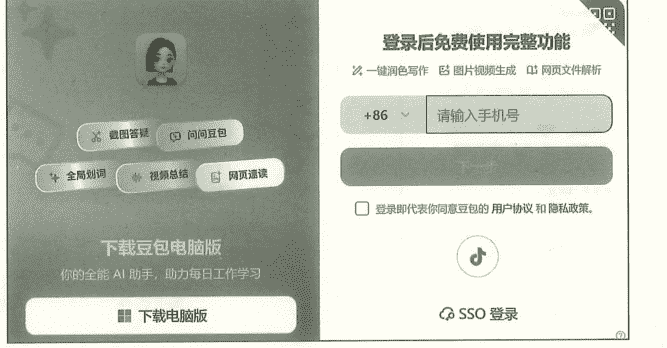 截图答疑
问问豆包
全局划词
视频总结
网页速读
下载豆包电脑版
你的全能 AI 助手，助力每日工作学习
下载电脑版
登录后免费使用完整功能
一键润色写作 图片视频生成 网页文件解析
+86 请输入手机号
下一步
登录即代表你同意豆包的 用户协议 和 隐私政策。
SSO 登录